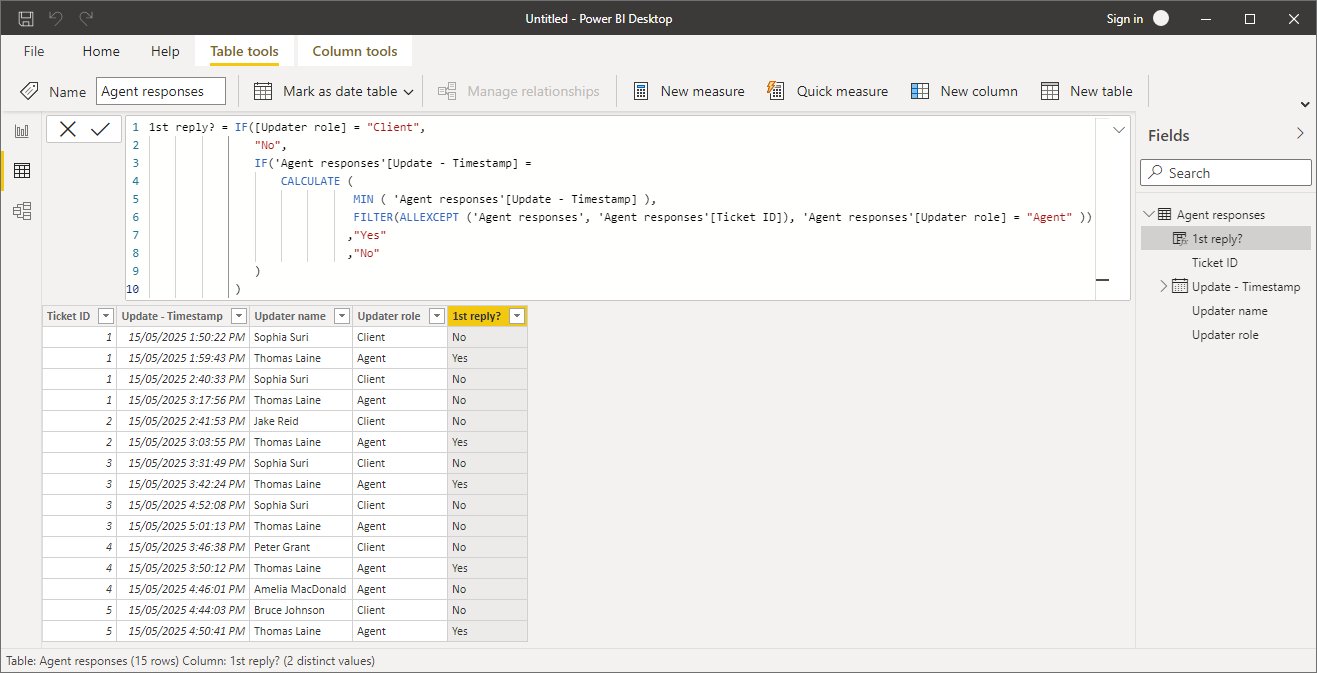 Untitled - Power BI Desktop
Sign in
File Home Help Table tools Column tools
Name Agent responses Mark as date table Manage relationships New measure Quick measure New column New table
1 1st reply? = IF([Updater role] = "Client",
2 "No",
3 IF('Agent responses'[Update - Timestamp] =
4 CALCULATE (
5 MIN ( 'Agent responses'[Update - Timestamp] ),
6 FILTER(ALLEXCEPT ('Agent responses', 'Agent responses'[Ticket ID]), 'Agent responses'[Updater role] = "Agent" ))
7 ,"Yes"
8 ,"No"
9 )
10 )
Ticket ID Update - Timestamp Updater name Updater role 1st reply?
1 15/05/2025 1:50:22 PM Sophia Suri Client No
1 15/05/2025 1:59:43 PM Thomas Laine Agent Yes
1 15/05/2025 2:40:33 PM Sophia Suri Client No
1 15/05/2025 3:17:56 PM Thomas Laine Agent No
2 15/05/2025 2:41:53 PM Jake Reid Client No
2 15/05/2025 3:03:55 PM Thomas Laine Agent Yes
3 15/05/2025 3:31:49 PM Sophia Suri Client No
3 15/05/2025 3:42:24 PM Thomas Laine Agent Yes
3 15/05/2025 4:52:08 PM Sophia Suri Client No
3 15/05/2025 5:01:13 PM Thomas Laine Agent No
4 15/05/2025 3:46:38 PM Peter Grant Client No
4 15/05/2025 3:50:12 PM Thomas Laine Agent Yes
4 15/05/2025 4:46:01 PM Amelia MacDonald Agent No
5 15/05/2025 4:44:03 PM Bruce Johnson Client No
5 15/05/2025 4:50:41 PM Thomas Laine Agent Yes
Fields
Search
Agent responses
1st reply?
Ticket ID
Update - Timestamp
Updater name
Updater role
Table: Agent responses (15 rows) Column: 1st reply? (2 distinct values)